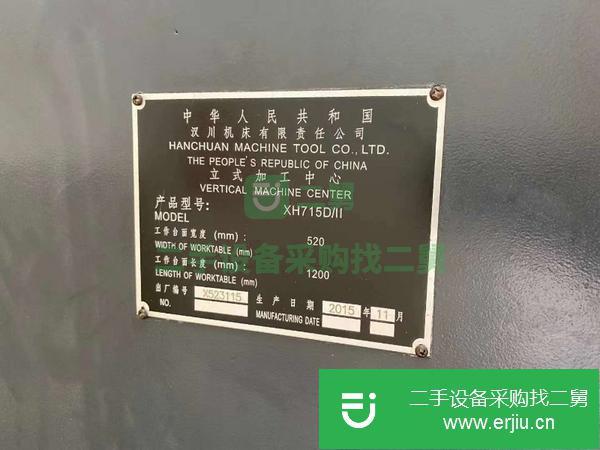 中华人民共和国
汉川机床有限责任公司
HANCHUAN MACHINE TOOL CO., LTD.
THE PEOPLE'S REPUBLIC OF CHINA
立式加工中心
VERTICAL MACHINE CENTER
产品型号: XH715D/II
MODEL
工作台面宽度 (mm): 520
WIDTH OF WORKTABLE (mm)
工作台面长度 (mm): 1200
LENGTH OF WORKTABLE (mm)
出厂编号 X523115 生产日期 2015 年 11 月
NO. MANUFACTURING DATE
二舅
二手设备采购找二舅
二手设备采购找二舅
www.erjiu.cn